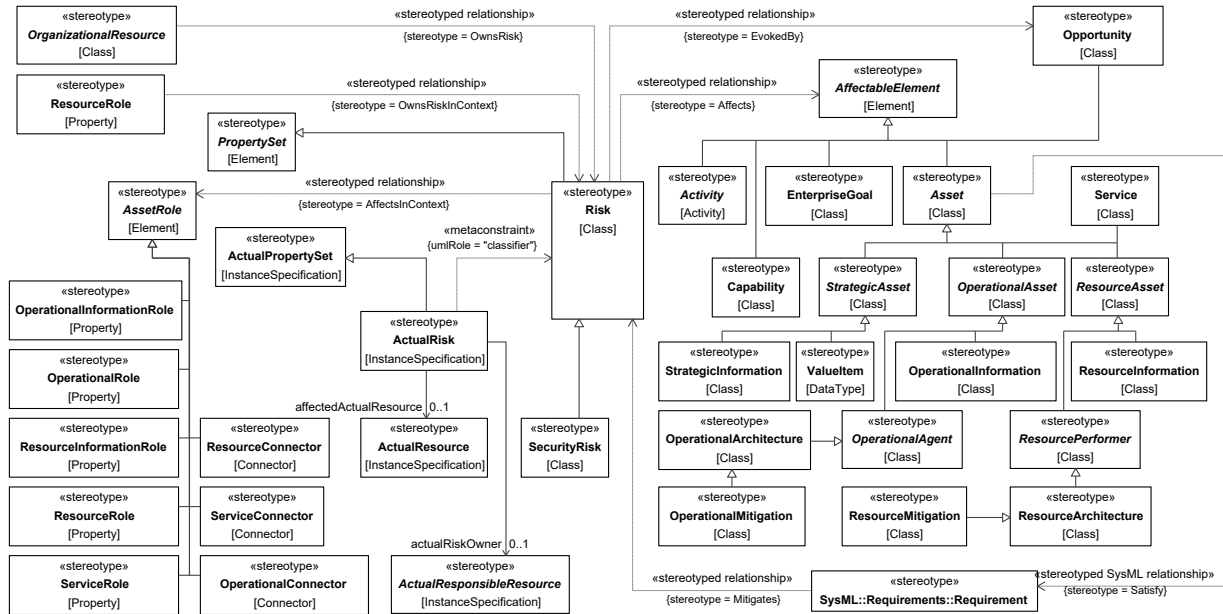 «stereotype»
OrganizationalResource
[Class]
«stereotyped relationship»
{stereotype = OwnsRisk}
«stereotyped relationship»
{stereotype = EvokedBy}
«stereotype»
Opportunity
[Class]
«stereotype»
ResourceRole
[Property]
«stereotyped relationship»
{stereotype = OwnsRiskInContext}
«stereotyped relationship»
{stereotype = Affects}
«stereotype»
AffectableElement
[Element]
«stereotype»
PropertySet
[Element]
«stereotype»
AssetRole
[Element]
«stereotyped relationship»
{stereotype = AffectsInContext}
«stereotype»
Risk
[Class]
«stereotype»
Activity
[Activity]
«stereotype»
EnterpriseGoal
[Class]
«stereotype»
Asset
[Class]
«stereotype»
Service
[Class]
«metaconstraint»
{umlRole = "classifier"}
«stereotype»
ActualPropertySet
[InstanceSpecification]
«stereotype»
Capability
[Class]
«stereotype»
StrategicAsset
[Class]
«stereotype»
OperationalAsset
[Class]
«stereotype»
ResourceAsset
[Class]
«stereotype»
OperationalInformationRole
[Property]
«stereotype»
ActualRisk
[InstanceSpecification]
«stereotype»
StrategicInformation
[Class]
«stereotype»
ValueItem
[DataType]
«stereotype»
OperationalInformation
[Class]
«stereotype»
ResourceInformation
[Class]
«stereotype»
OperationalRole
[Property]
affectedActualResource 0..1
«stereotype»
ResourceInformationRole
[Property]
«stereotype»
ResourceConnector
[Connector]
«stereotype»
ActualResource
[InstanceSpecification]
«stereotype»
SecurityRisk
[Class]
«stereotype»
OperationalArchitecture
[Class]
«stereotype»
OperationalAgent
[Class]
«stereotype»
ResourcePerformer
[Class]
«stereotype»
ResourceRole
[Property]
«stereotype»
ServiceConnector
[Connector]
«stereotype»
OperationalMitigation
[Class]
«stereotype»
ResourceMitigation
[Class]
«stereotype»
ResourceArchitecture
[Class]
actualRiskOwner 0..1
«stereotype»
ServiceRole
[Property]
«stereotype»
OperationalConnector
[Connector]
«stereotype»
ActualResponsibleResource
[InstanceSpecification]
«stereotyped relationship»
{stereotype = Mitigates}
«stereotype»
SysML::Requirements::Requirement
«stereotyped SysML relationship»
{stereotype = Satisfy}